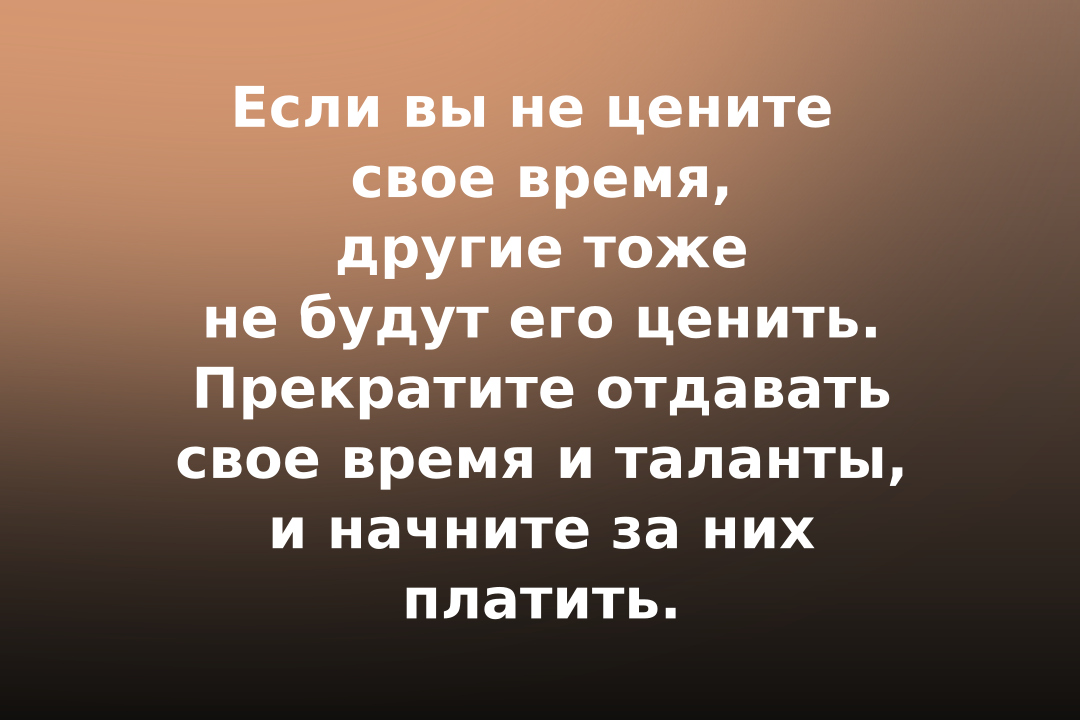 Если вы не цените
свое время,
другие тоже
не будут его ценить.
Прекратите отдавать
свое время и таланты,
и начните за них
платить.